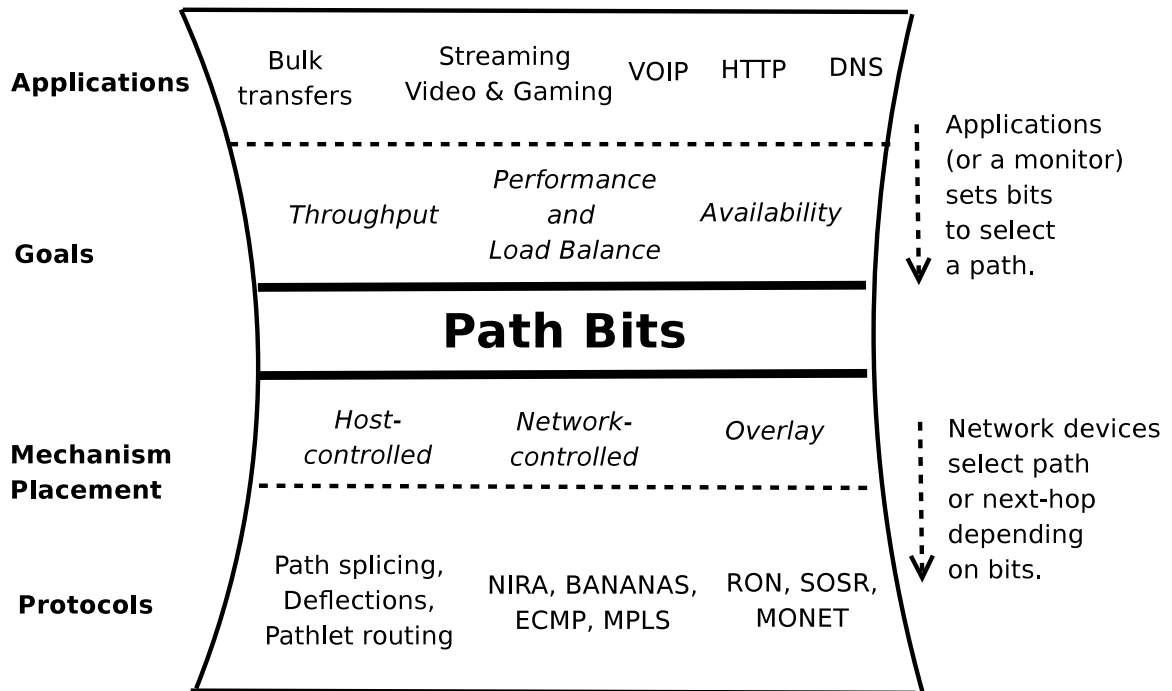 Applications
Bulk
transfers
Streaming
Video & Gaming
VOIP
HTTP
DNS
Goals
Throughput
Performance
and
Load Balance
Availability
Applications
(or a monitor)
sets bits
to select
a path.
Path Bits
Mechanism
Placement
Host-
controlled
Network-
controlled
Overlay
Network devices
select path
or next-hop
depending
on bits.
Protocols
Path splicing,
Deflections,
Pathlet routing
NIRA, BANANAS,
ECMP, MPLS
RON, SOSR,
MONET